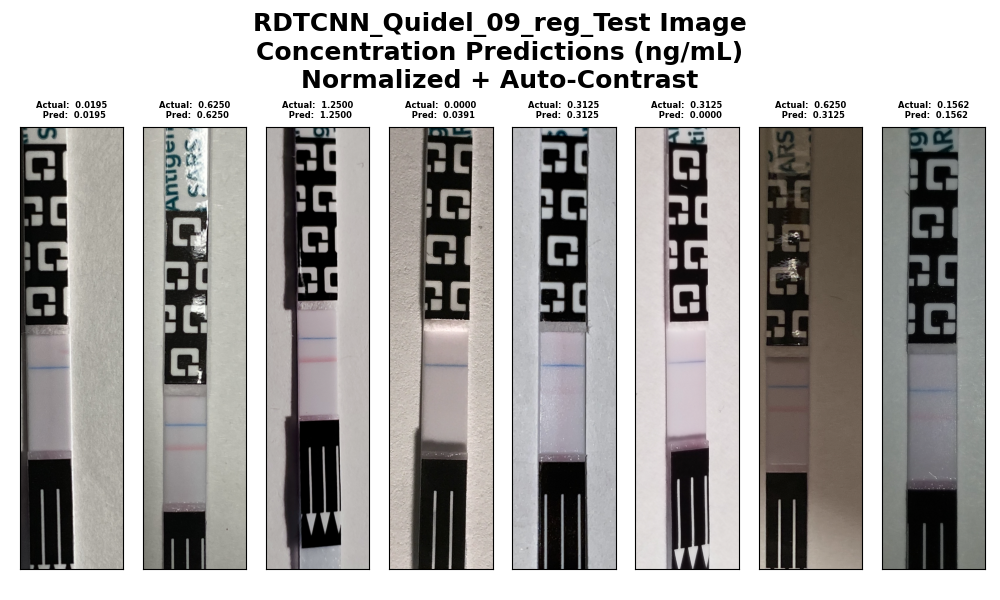 RDTCNN_Quidel_09_reg_Test Image
Concentration Predictions (ng/mL)
Normalized + Auto-Contrast
Actual: 0.0195
Pred: 0.0195
Actual: 0.6250
Pred: 0.6250
Actual: 1.2500
Pred: 1.2500
Actual: 0.0000
Pred: 0.0391
Actual: 0.3125
Pred: 0.3125
Actual: 0.3125
Pred: 0.0000
Actual: 0.6250
Pred: 0.3125
Actual: 0.1562
Pred: 0.1562
Antigen
SARS
ARS